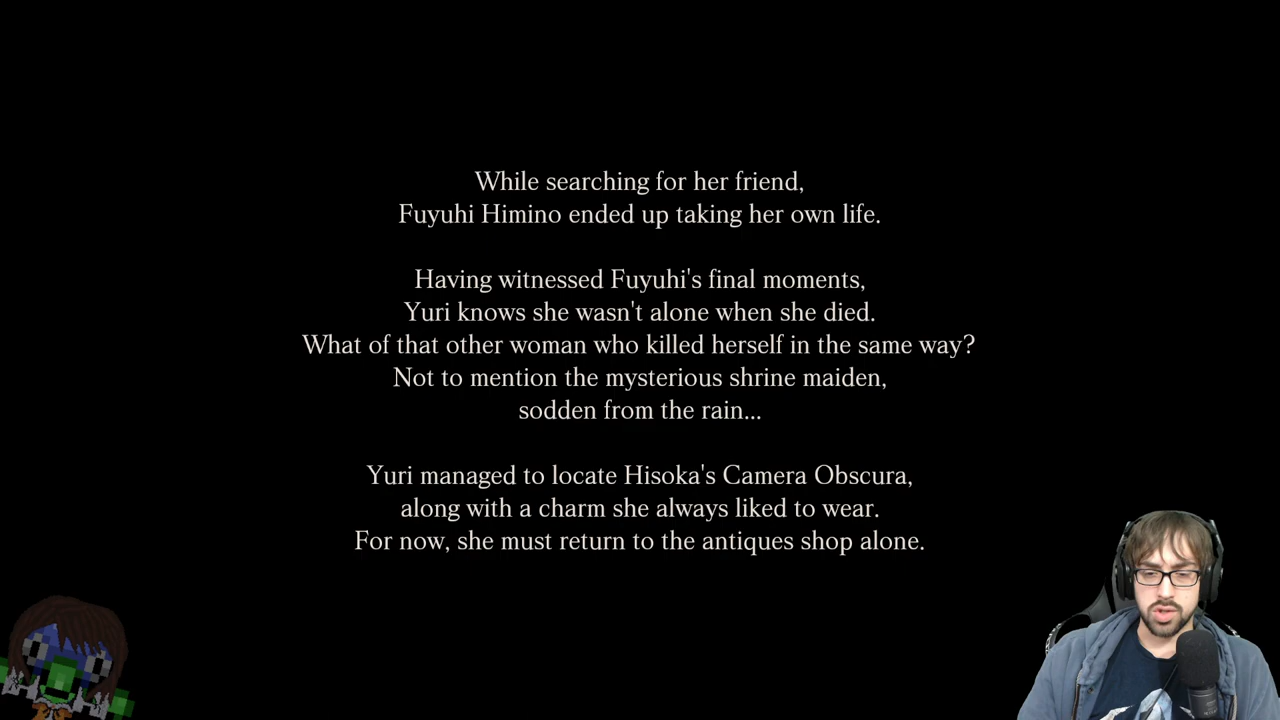 While searching for her friend,
Fuyuhi Himino ended up taking her own life.
Having witnessed Fuyuhi's final moments,
Yuri knows she wasn't alone when she died.
What of that other woman who killed herself in the same way?
Not to mention the mysterious shrine maiden,
sodden from the rain...
Yuri managed to locate Hisoka's Camera Obscura,
along with a charm she always liked to wear.
For now, she must return to the antiques shop alone.